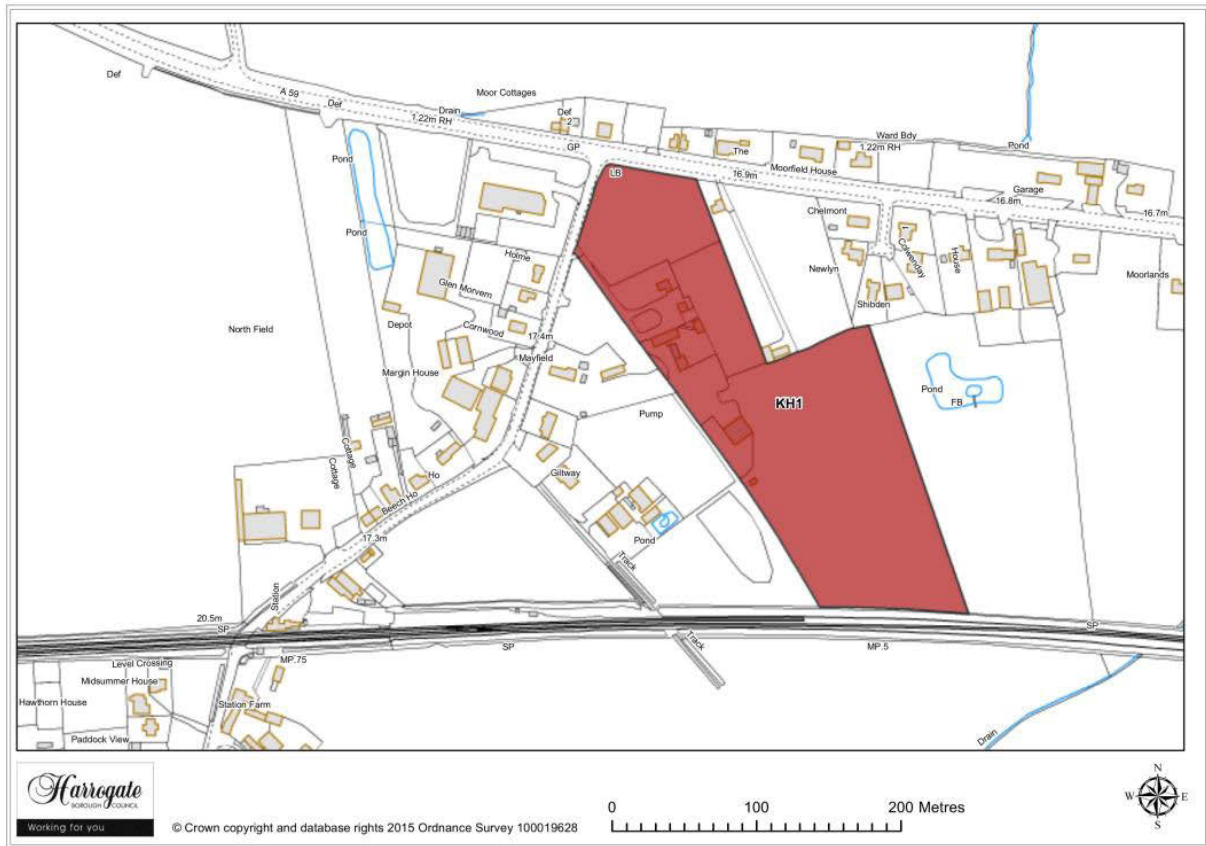 Def
A 59
Def
Drain
1.22m RH
Moor Cottages
Def
2
GP
LB
The
Ward Bdy
1.22m RH
Moorfield House
16.9m
Pond
Garage
16.8m
16.7m
Pond
Pond
Chelmont
1
Colwenday
House
Newlyn
Shibden
Moorlands
Holme
Glen Morvern
North Field
Depot
Cornwood
17.4m
Mayfield
Margin House
Pump
KH1
Pond
FB
Cottage
Cottage
Ho
Beech Ho
Giltway
17.3m
Pond
Track
Station
20.5m
SP
SP
MP.75
Track
MP.5
SP
Level Crossing
Midsummer House
Hawthorn House
Station Farm
Paddock View
Drain
Harrogate
BOROUGH COUNCIL
Working for you
© Crown copyright and database rights 2015 Ordnance Survey 100019628
0 100 200 Metres
N
W E
S